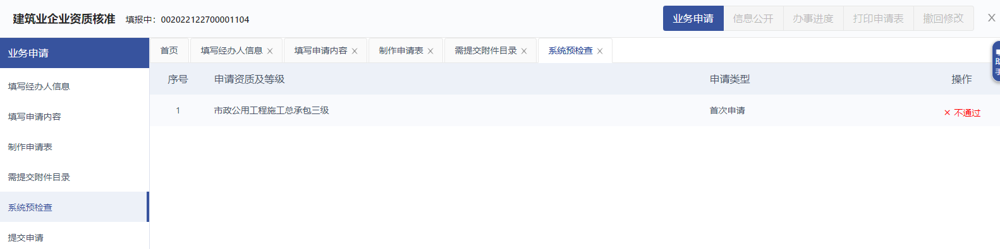 建筑业企业资质核准 填报中：002022122700001104
业务申请 信息公开 办事进度 打印申请表 撤回修改 X
业务申请
填写经办人信息
填写申请内容
制作申请表
需提交附件目录
系统预检查
提交申请
首页 填写经办人信息 × 填写申请内容 × 制作申请表 × 需提交附件目录 × 系统预检查 ×
序号 申请资质及等级 申请类型 操作
1 市政公用工程施工总承包三级 首次申请 × 不通过
助
手